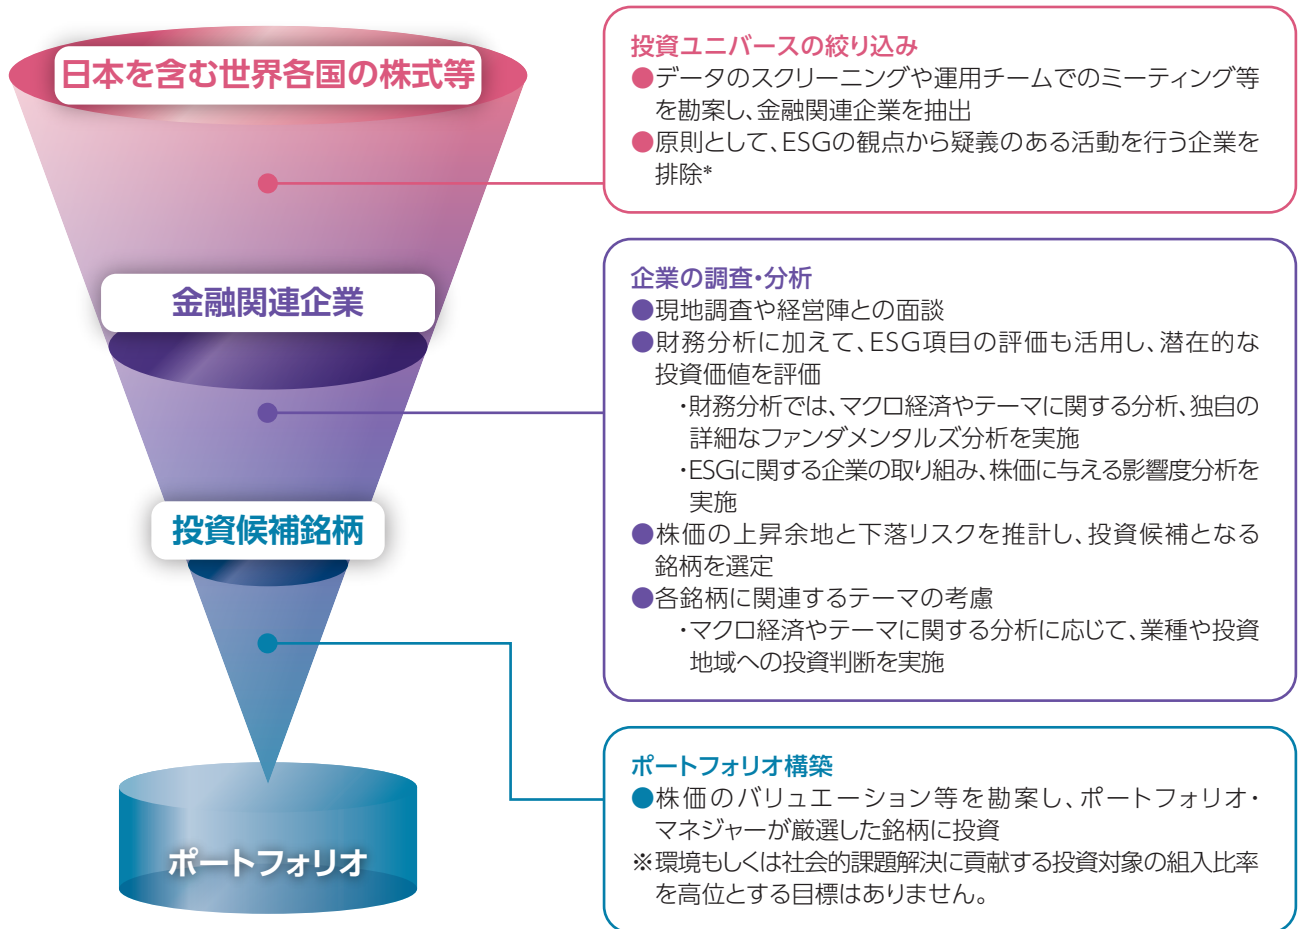 日本を含む世界各国の株式等
投資ユニバースの絞り込み
●データのスクリーニングや運用チームでのミーティング等
を勘案し、金融関連企業を抽出
●原則として、ESGの観点から疑義のある活動を行う企業を
排除*
金融関連企業
企業の調査・分析
●現地調査や経営陣との面談
●財務分析に加えて、ESG項目の評価も活用し、潜在的な
投資価値を評価
・財務分析では、マクロ経済やテーマに関する分析、独自の
詳細なファンダメンタルズ分析を実施
・ESGに関する企業の取り組み、株価に与える影響度分析を
実施
●株価の上昇余地と下落リスクを推計し、投資候補となる
銘柄を選定
●各銘柄に関連するテーマの考慮
・マクロ経済やテーマに関する分析に応じて、業種や投資
地域への投資判断を実施
投資候補銘柄
ポートフォリオ構築
●株価のバリュエーション等を勘案し、ポートフォリオ・
マネジャーが厳選した銘柄に投資
※環境もしくは社会的課題解決に貢献する投資対象の組入比率
を高位とする目標はありません。
ポートフォリオ